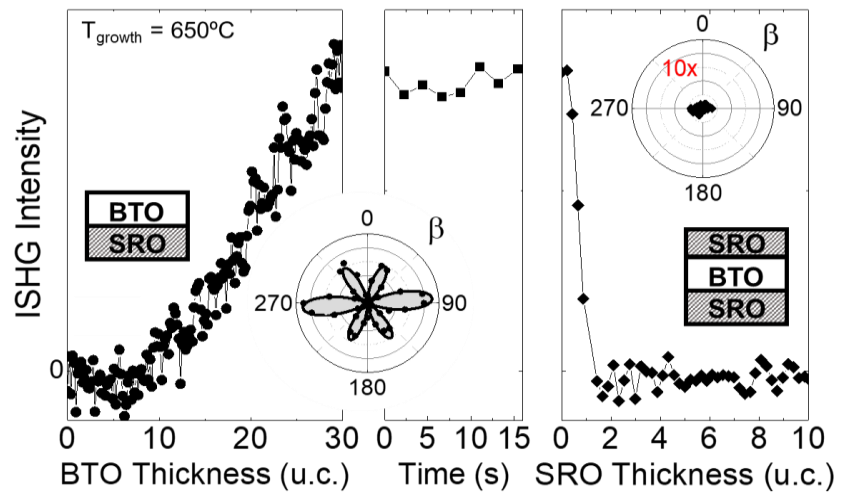 T_growth = 650ºC
ISHG Intensity
0
BTO
SRO
0
β
270
90
180
0
β
10x
270
90
180
SRO
BTO
SRO
0 10 20 30
BTO Thickness (u.c.)
0 5 10 15
Time (s)
0 2 4 6 8 10
SRO Thickness (u.c.)